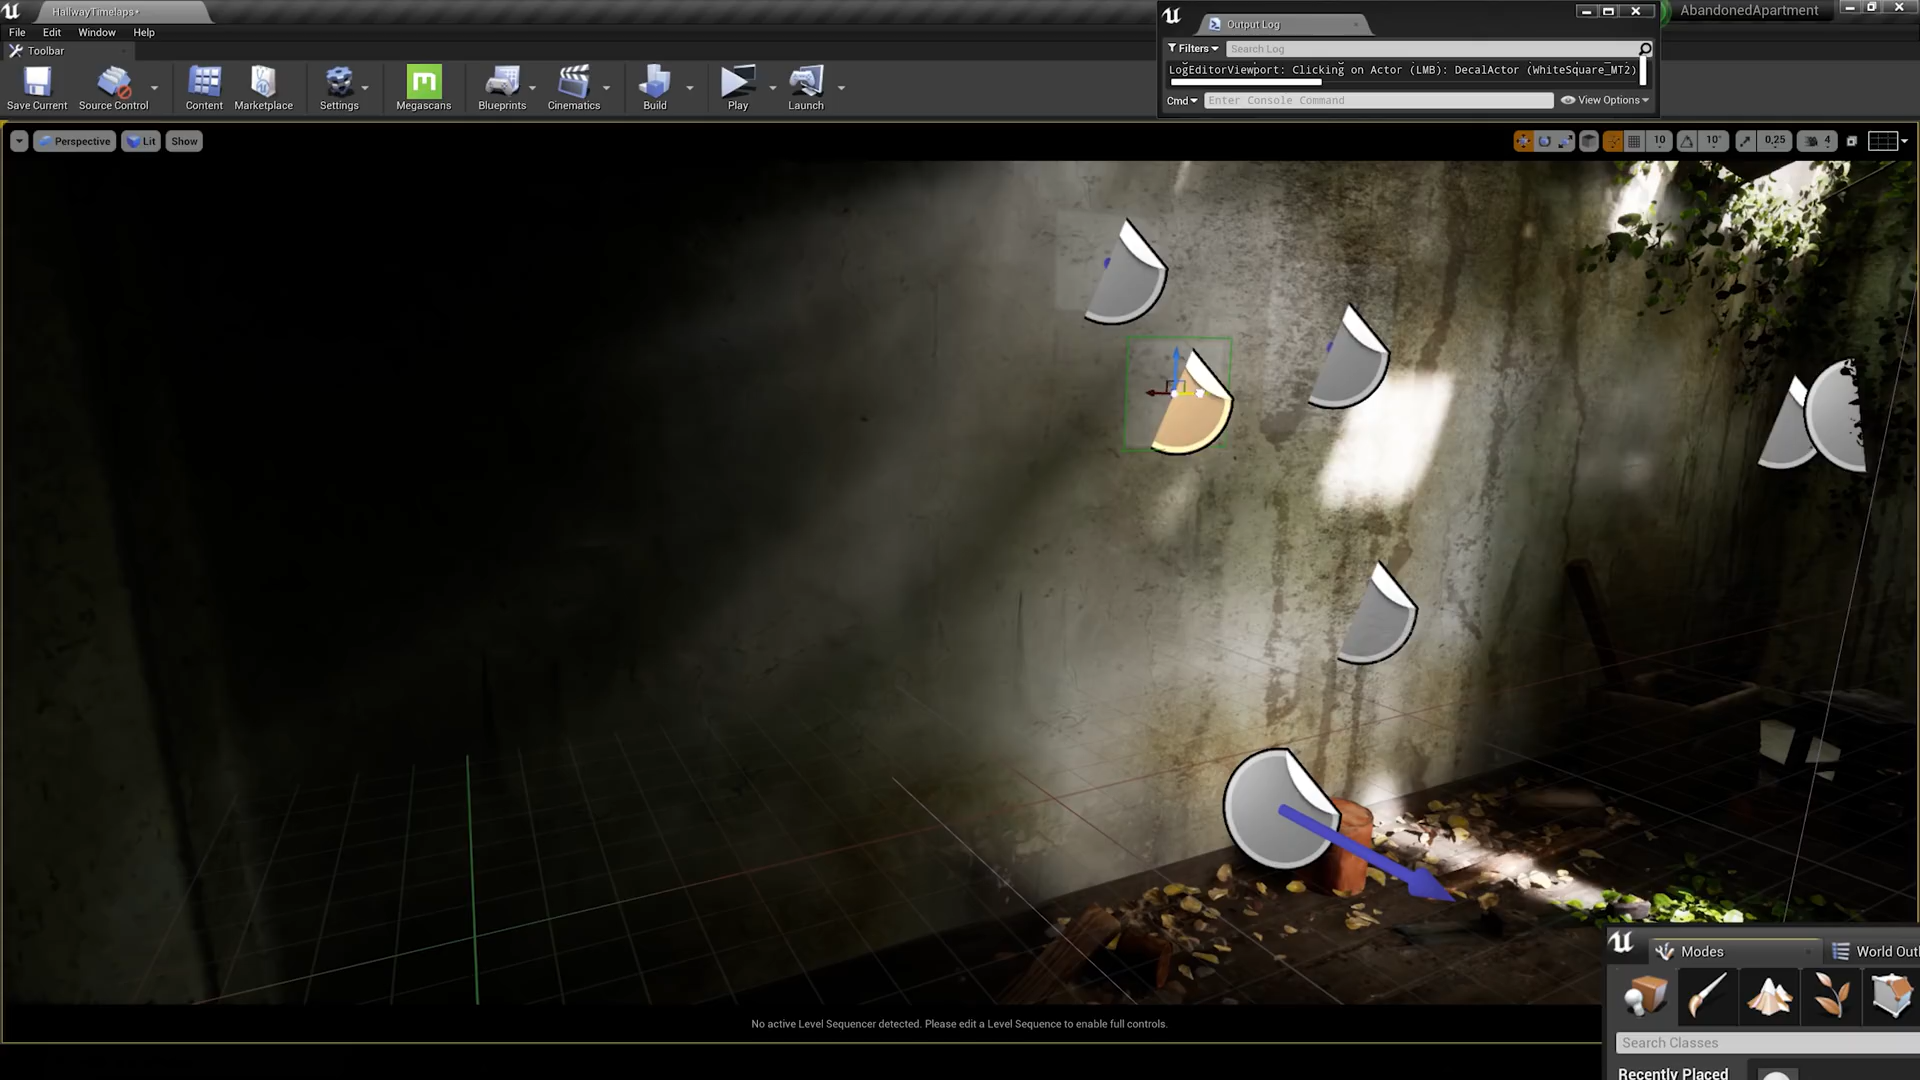 HallwayTimelaps•
Output Log
AbandonedApartment
File Edit Window Help
Filters Search Log
Toolbar
LogEditorViewport: Clicking on Actor (LMB): DecalActor (WhiteSquare_MT2)
Cmd Enter Console Command View Options
Save Current Source Control Content Marketplace Settings Megascans Blueprints Cinematics Build Play Launch
Perspective Lit Show 10 10° 0,25 4
No active Level Sequencer detected. Please edit a Level Sequence to enable full controls.
Modes World Outl
Search Classes
Recently Placed